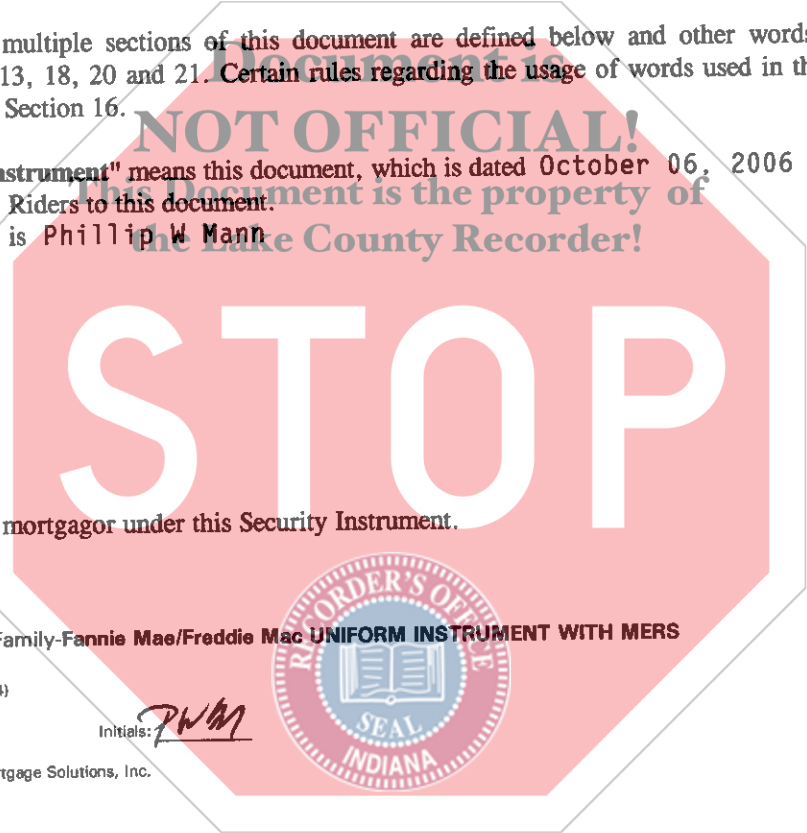 multiple sections of this document are defined below and other words
Document is
13, 18, 20 and 21. Certain rules regarding the usage of words used in th
Section 16.
NOT OFFICIAL!
nstrument" means this document, which is dated October 06, 2006
This Document is the property of
Riders to this document.
is Phillip W Mann
the Lake County Recorder!
STOP
mortgagor under this Security Instrument.
RECORDER'S OFFICE
Family-Fannie Mae/Freddie Mac UNIFORM INSTRUMENT WITH MERS
Initials: PWM
SEAL
INDIANA
rtgage Solutions, Inc.